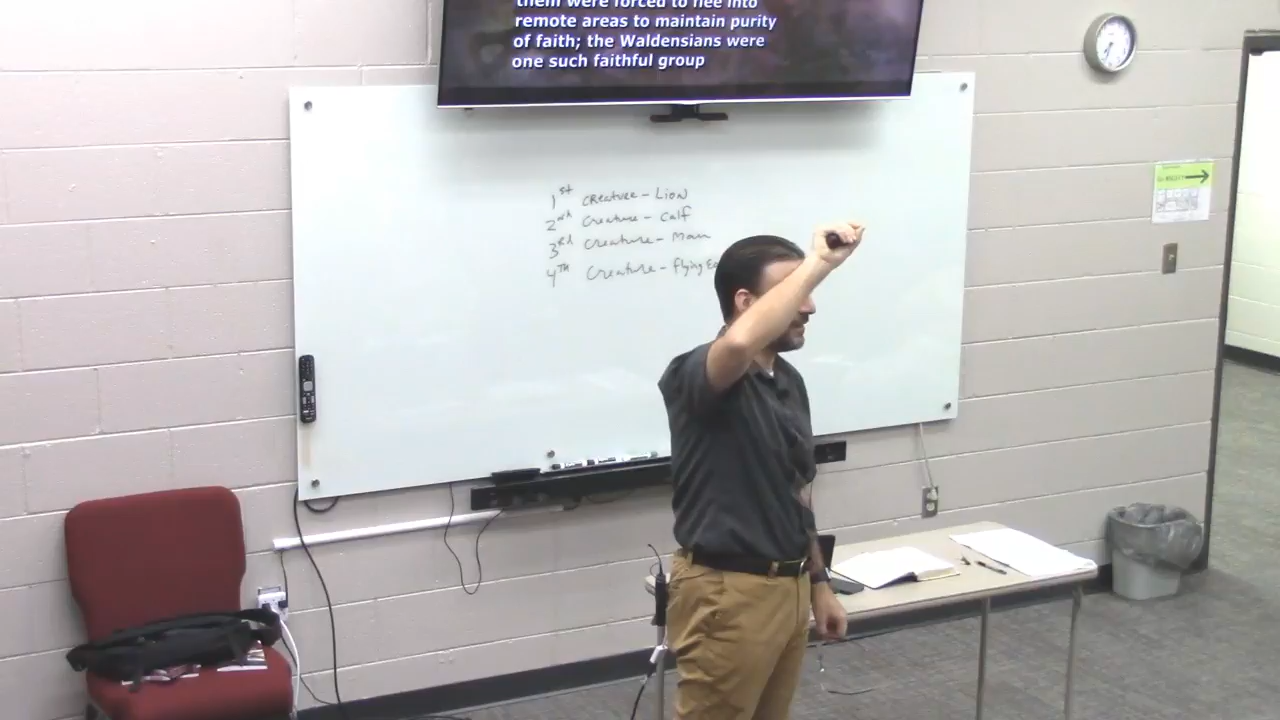 them were forced to flee into
remote areas to maintain purity
of faith; the Waldensians were
one such faithful group
1st creature - Lion
2nd creature - calf
3rd creature - Man
4TH creature - flying Ea